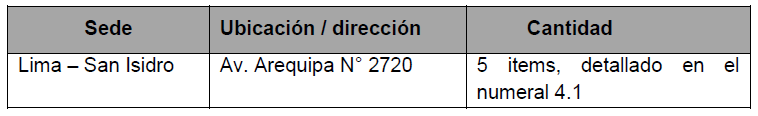 Sede Ubicación / dirección Cantidad
Lima – San Isidro Av. Arequipa N° 2720 5 items, detallado en el
numeral 4.1